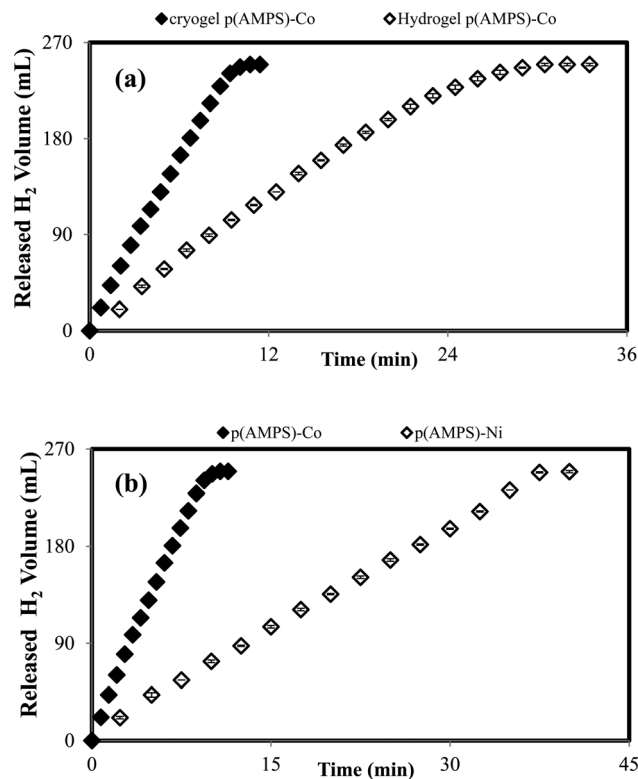 cryogel p(AMPS)-Co Hydrogel p(AMPS)-Co
270
(a)
180
90
0
Released H2 Volume (mL)
0 12 24 36
Time (min)
p(AMPS)-Co p(AMPS)-Ni
270
(b)
180
90
0
Released H2 Volume (mL)
0 15 30 45
Time (min)